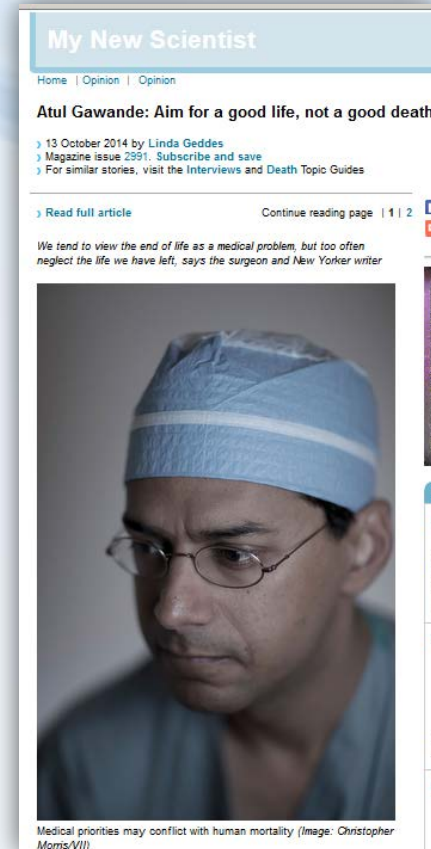 My New Scientist
Home | Opinion | Opinion
Atul Gawande: Aim for a good life, not a good death
13 October 2014 by Linda Geddes
Magazine issue 2991. Subscribe and save
For similar stories, visit the Interviews and Death Topic Guides
Read full article
Continue reading page | 1 | 2
We tend to view the end of life as a medical problem, but too often
neglect the life we have left, says the surgeon and New Yorker writer
Medical priorities may conflict with human mortality (Image: Christopher
Morris/VII)